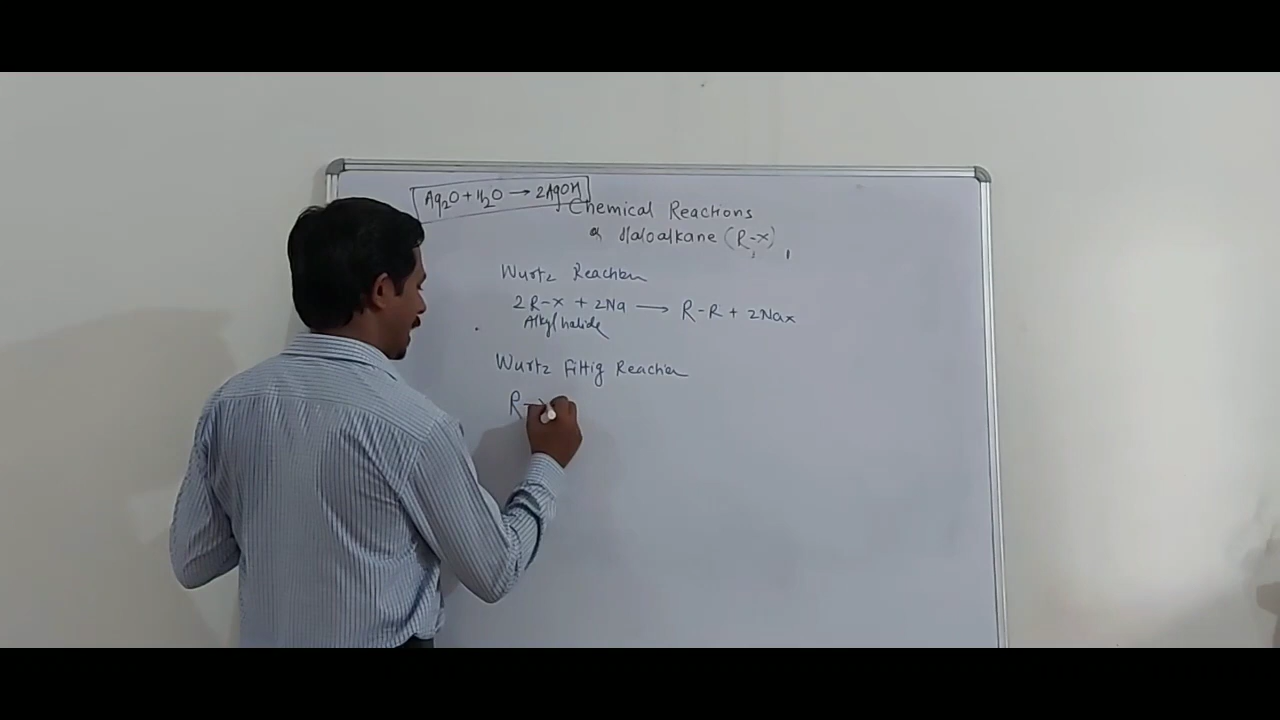 Ag₂O + H₂O → 2AgOH
Chemical Reactions
of Haloalkane (R-X)
Wurtz Reaction
2R-X + 2Na → R-R + 2NaX
Alkyl halide
Wurtz Fittig Reaction
R-